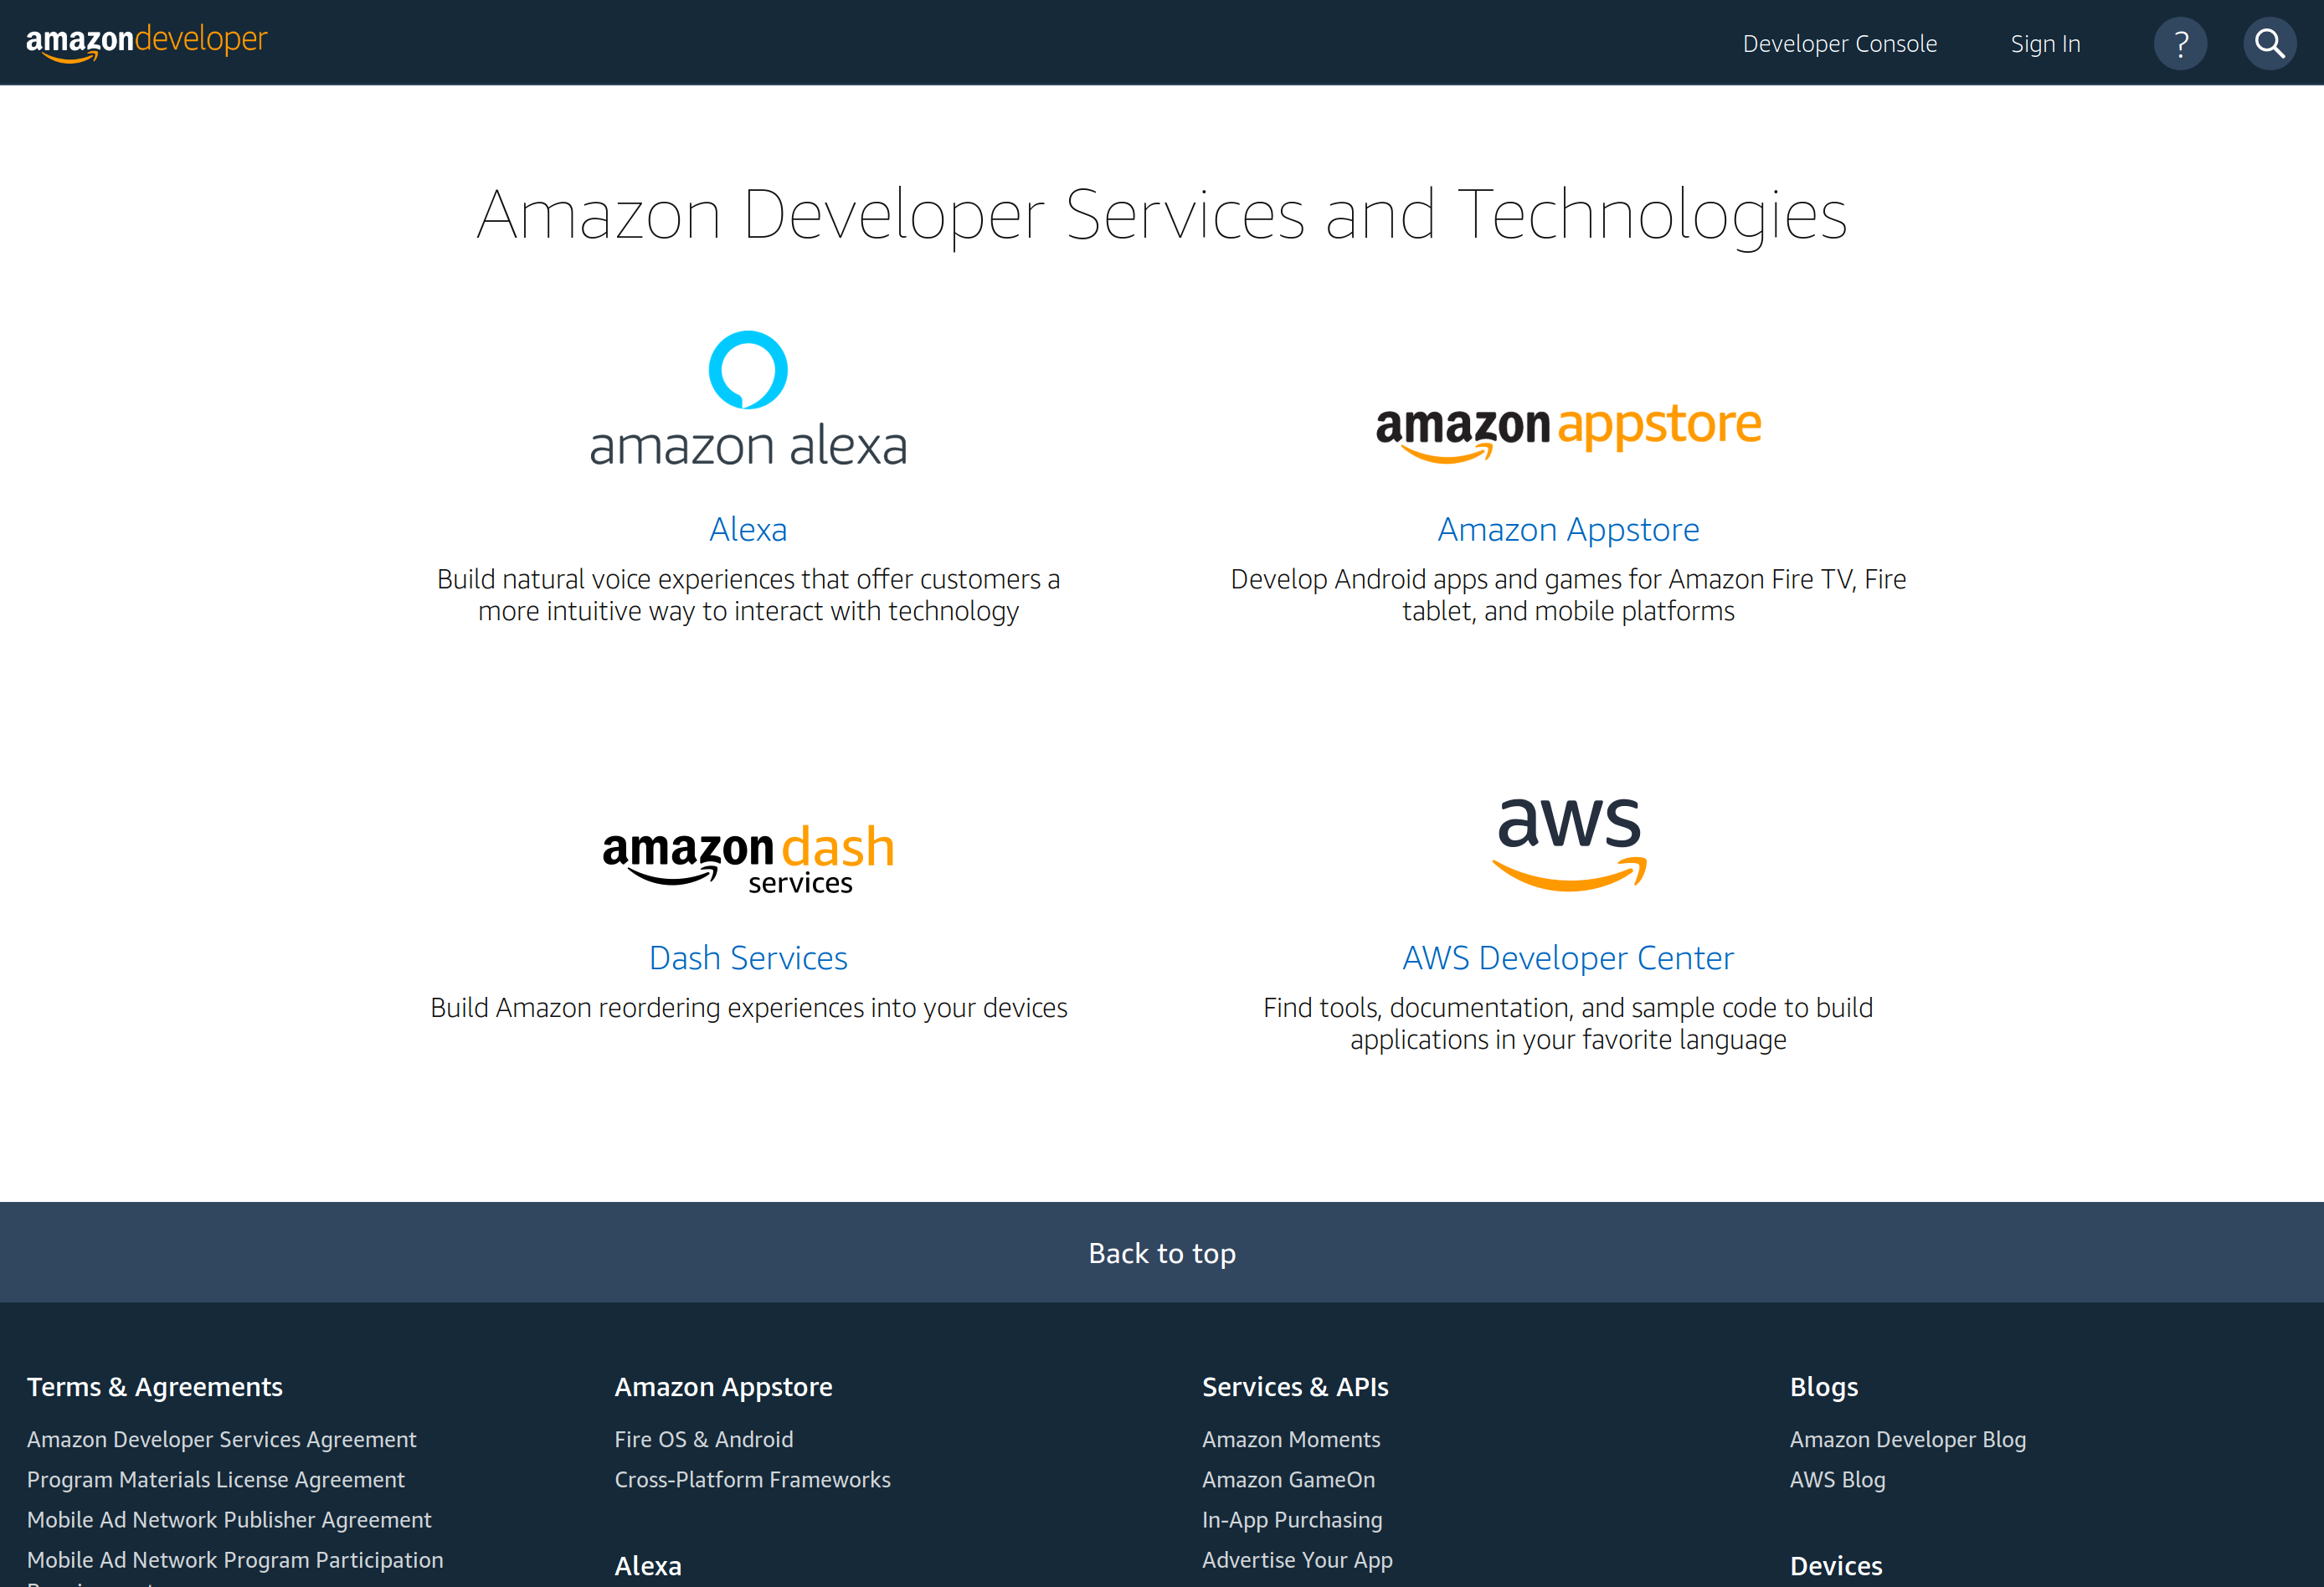 amazondeveloper
Developer Console
Sign In
?
Amazon Developer Services and Technologies
amazon alexa
Alexa
Build natural voice experiences that offer customers a
more intuitive way to interact with technology
amazon appstore
Amazon Appstore
Develop Android apps and games for Amazon Fire TV, Fire
tablet, and mobile platforms
amazon dash
services
Dash Services
Build Amazon reordering experiences into your devices
aws
AWS Developer Center
Find tools, documentation, and sample code to build
applications in your favorite language
Back to top
Terms & Agreements
Amazon Developer Services Agreement
Program Materials License Agreement
Mobile Ad Network Publisher Agreement
Mobile Ad Network Program Participation
Amazon Appstore
Fire OS & Android
Cross-Platform Frameworks
Alexa
Services & APIs
Amazon Moments
Amazon GameOn
In-App Purchasing
Advertise Your App
Blogs
Amazon Developer Blog
AWS Blog
Devices